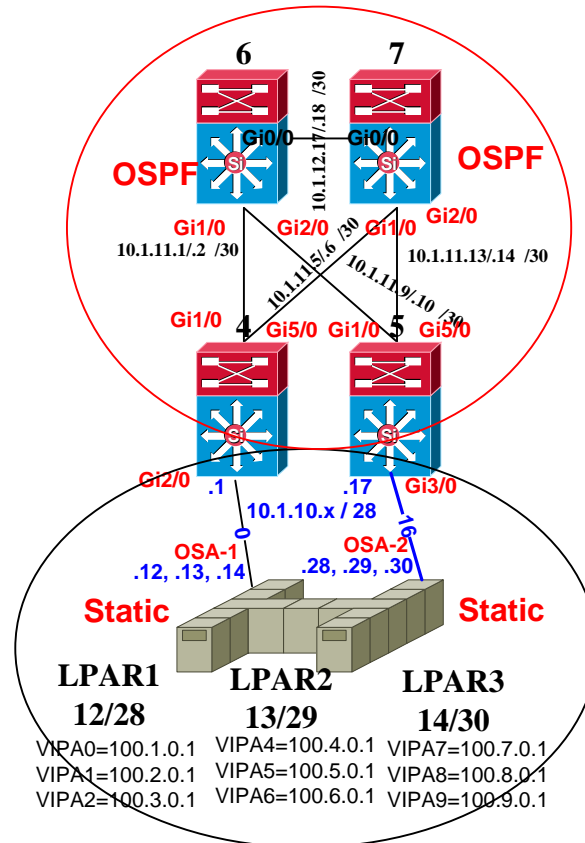 6
7
10.1.12.17/.18 /30
Gi0/0
Gi0/0
Si
Si
OSPF
OSPF
Gi1/0
Gi2/0
Gi1/0
Gi2/0
10.1.11.1/.2 /30
10.1.11.5/.6 /30
10.1.11.9/.10 /30
10.1.11.13/.14 /30
Gi1/0
4
Gi5/0
Gi1/0
5
Gi5/0
Si
Si
Gi2/0
.1
.17
Gi3/0
10.1.10.x / 28
0
16
OSA-1
OSA-2
.12, .13, .14
.28, .29, .30
Static
Static
LPAR1
12/28
VIPA0=100.1.0.1
VIPA1=100.2.0.1
VIPA2=100.3.0.1
LPAR2
13/29
VIPA4=100.4.0.1
VIPA5=100.5.0.1
VIPA6=100.6.0.1
LPAR3
14/30
VIPA7=100.7.0.1
VIPA8=100.8.0.1
VIPA9=100.9.0.1